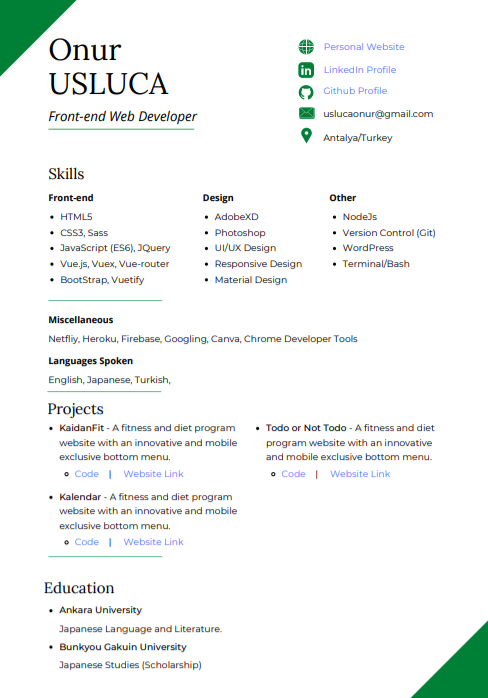 Onur
USLUCA
Front-end Web Developer
Personal Website
LinkedIn Profile
Github Profile
uslucaonur@gmail.com
Antalya/Turkey
Skills
Front-end
• HTML5
• CSS3, Sass
• JavaScript (ES6), JQuery
• Vue.js, Vuex, Vue-router
• BootStrap, Vuetify
Design
• AdobeXD
• Photoshop
• UI/UX Design
• Responsive Design
• Material Design
Other
• NodeJs
• Version Control (Git)
• WordPress
• Terminal/Bash
Miscellaneous
Netfliy, Heroku, Firebase, Googling, Canva, Chrome Developer Tools
Languages Spoken
English, Japanese, Turkish,
Projects
• KaidanFit - A fitness and diet program
website with an innovative and mobile
exclusive bottom menu.
Code | Website Link
• Kalendar - A fitness and diet program
website with an innovative and mobile
exclusive bottom menu.
Code | Website Link
• Todo or Not Todo - A fitness and diet
program website with an innovative
and mobile exclusive bottom menu.
Code | Website Link
Education
• Ankara University
Japanese Language and Literature.
• Bunkyou Gakuin University
Japanese Studies (Scholarship)